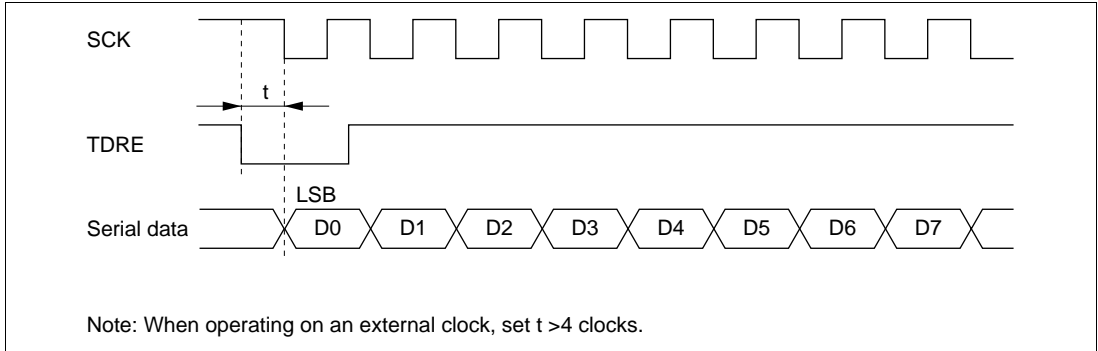 SCK
t
TDRE
LSB
Serial data D0 D1 D2 D3 D4 D5 D6 D7
Note: When operating on an external clock, set t >4 clocks.